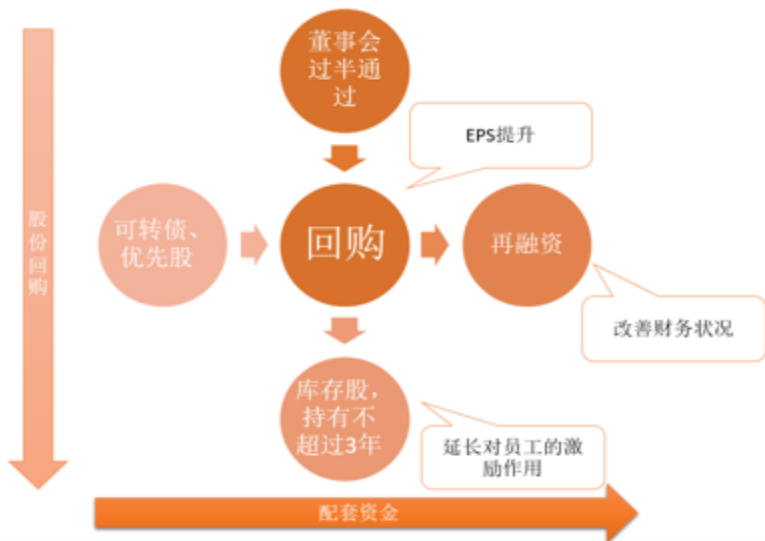 董事会
过半通
过
EPS提升
股份回购
可转债、
优先股
回购
再融资
改善财务状况
库存股，
持有不
超过3年
延长对员工的激
励作用
配套资金